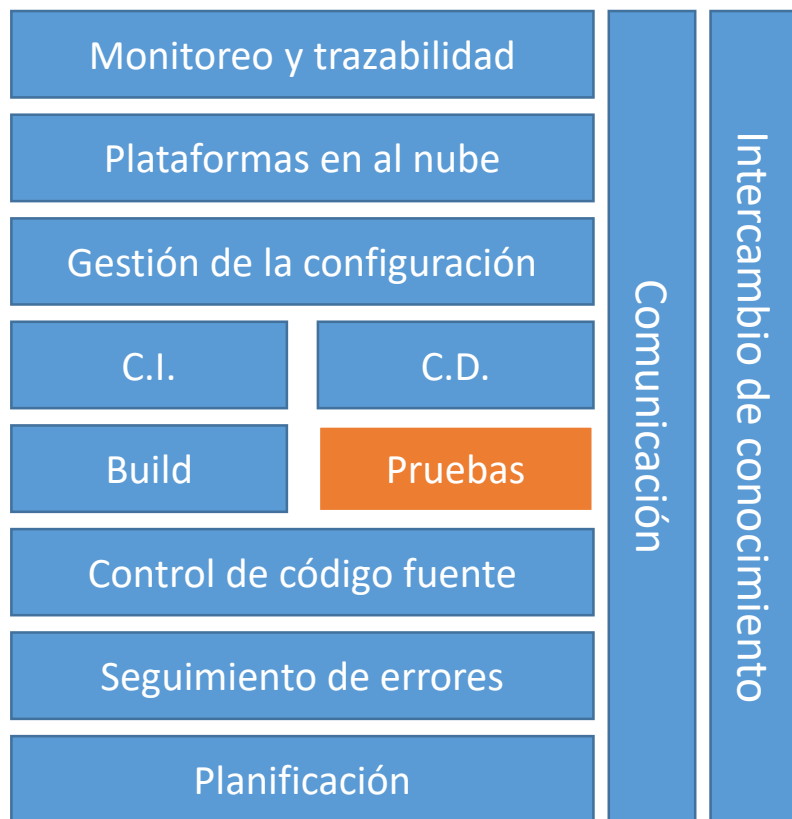 Monitoreo y trazabilidad
Plataformas en al nube
Gestión de la configuración
C.I.
C.D.
Build
Pruebas
Control de código fuente
Seguimiento de errores
Planificación
Comunicación
Intercambio de conocimiento